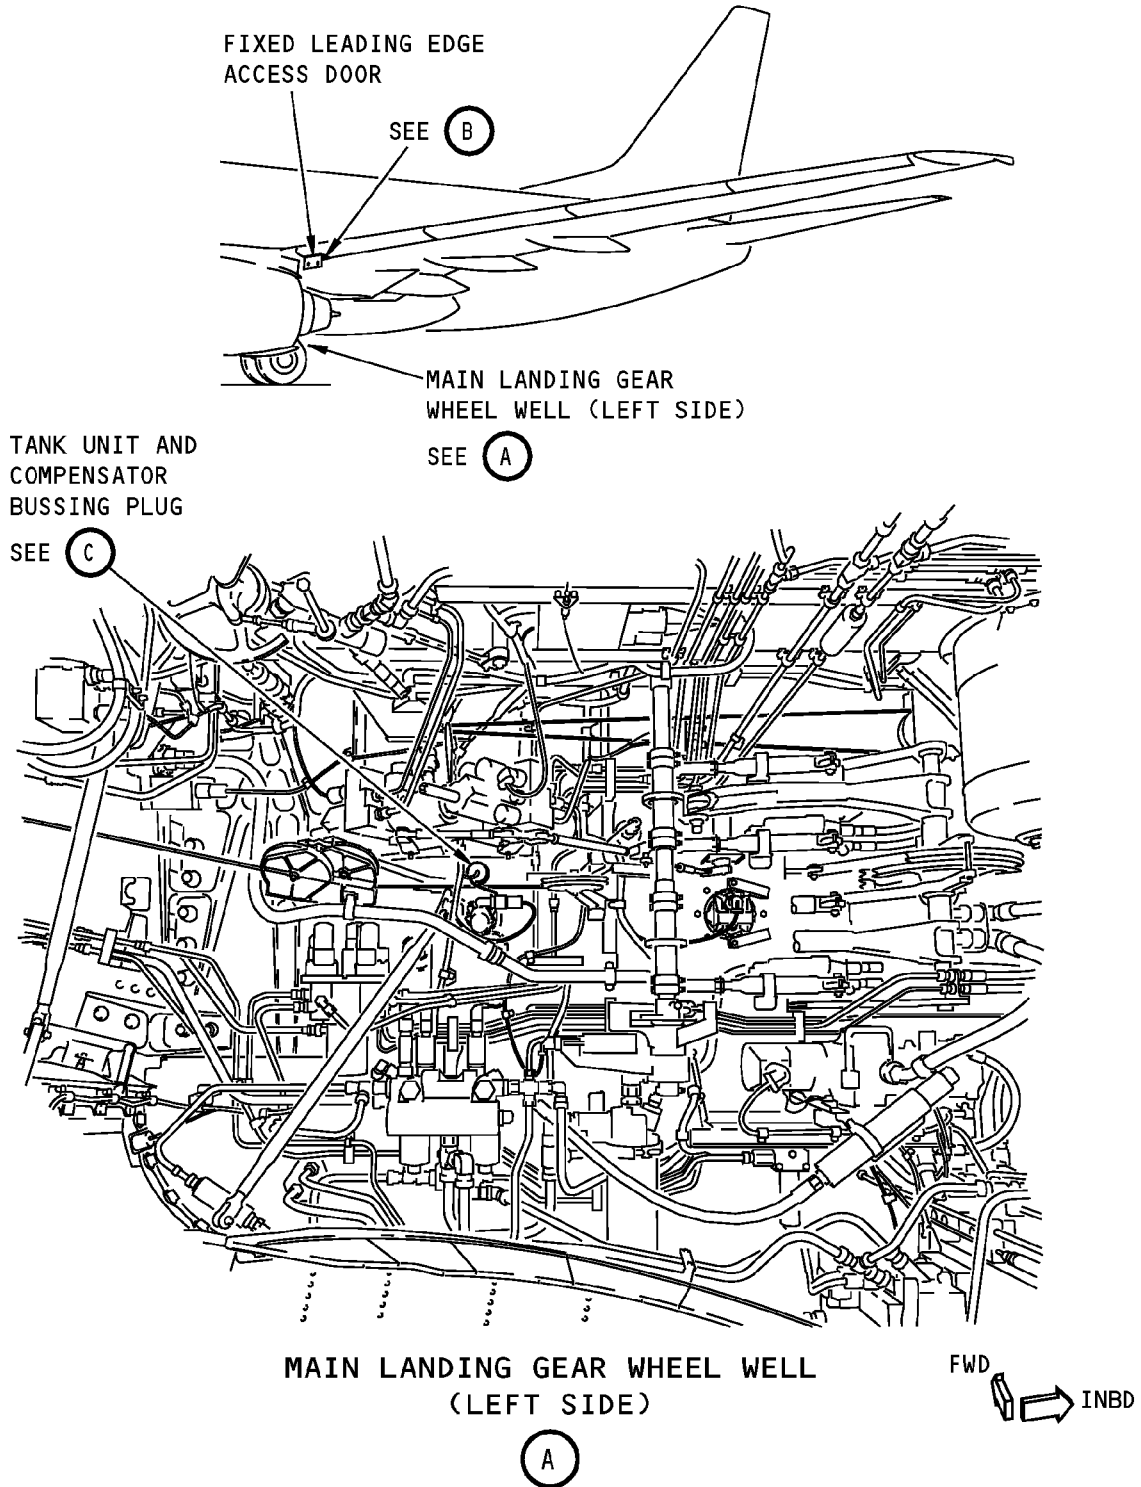 FIXED LEADING EDGE
ACCESS DOOR
SEE B
MAIN LANDING GEAR
WHEEL WELL (LEFT SIDE)
SEE A
TANK UNIT AND
COMPENSATOR
BUSSING PLUG
SEE C
MAIN LANDING GEAR WHEEL WELL
(LEFT SIDE)
A
FWD
INBD